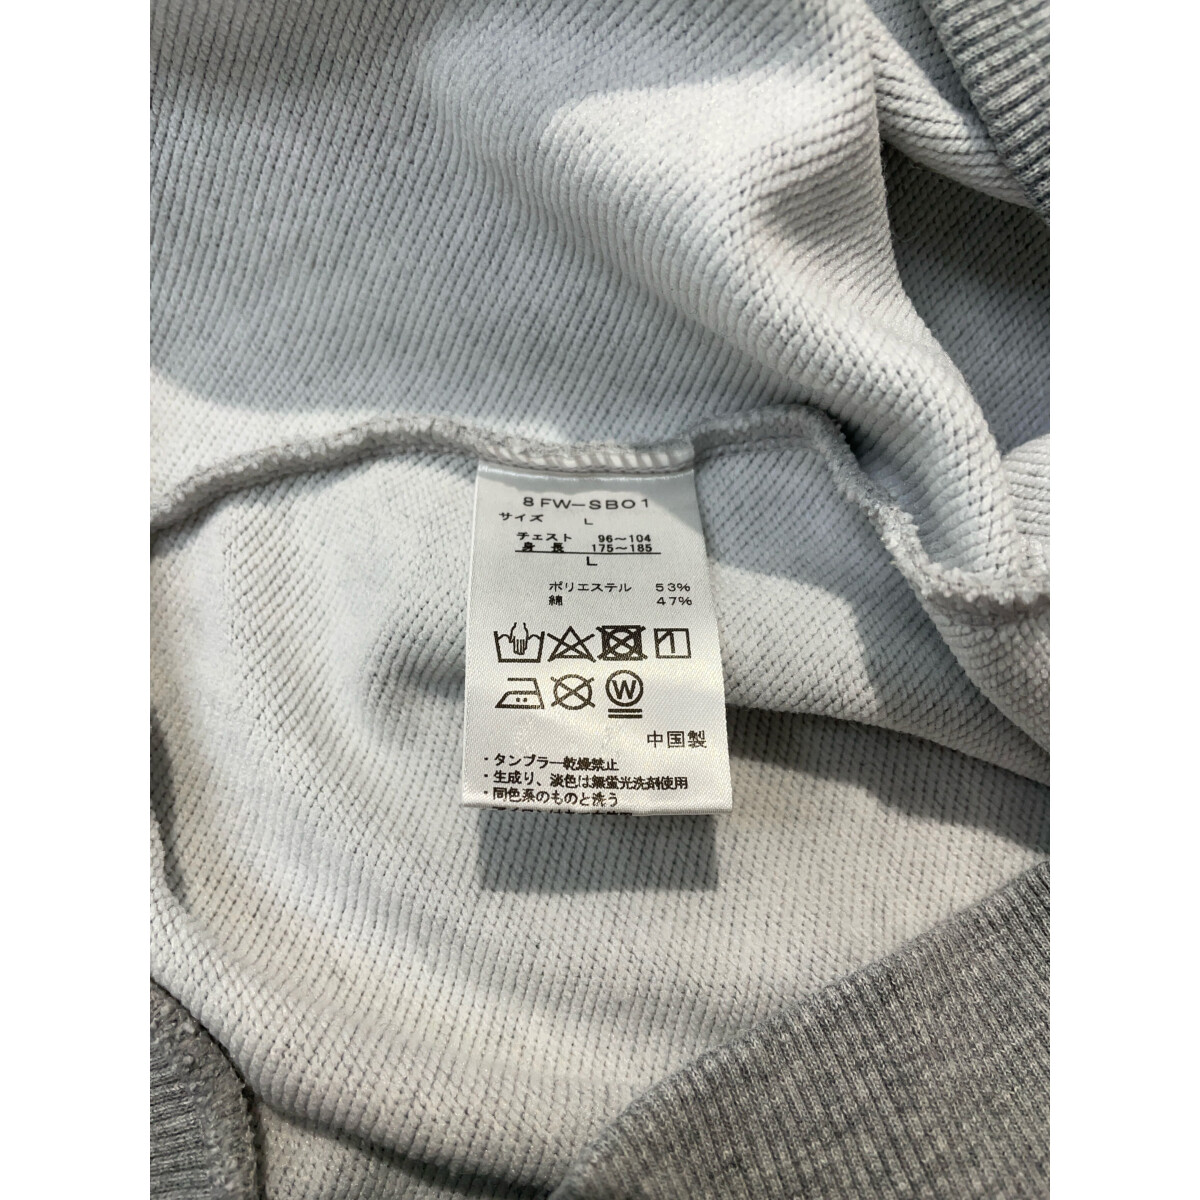 8FW-SB01
サイズ L
チェスト 96~104
身長 175~185
L
ポリエステル 53%
綿 47%
W
中国製
・タンブラー乾燥禁止
・生成り、淡色は無蛍光洗剤使用
・同色系のものと洗う